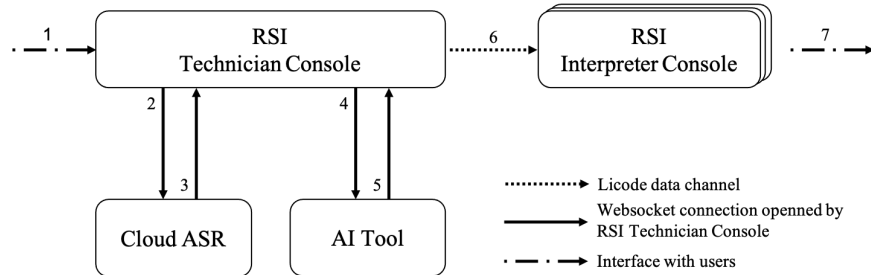 1
RSI
Technician Console
6
RSI
Interpreter Console
7
2
3
4
5
Cloud ASR
AI Tool
Licode data channel
Websocket connection openned by
RSI Technician Console
Interface with users